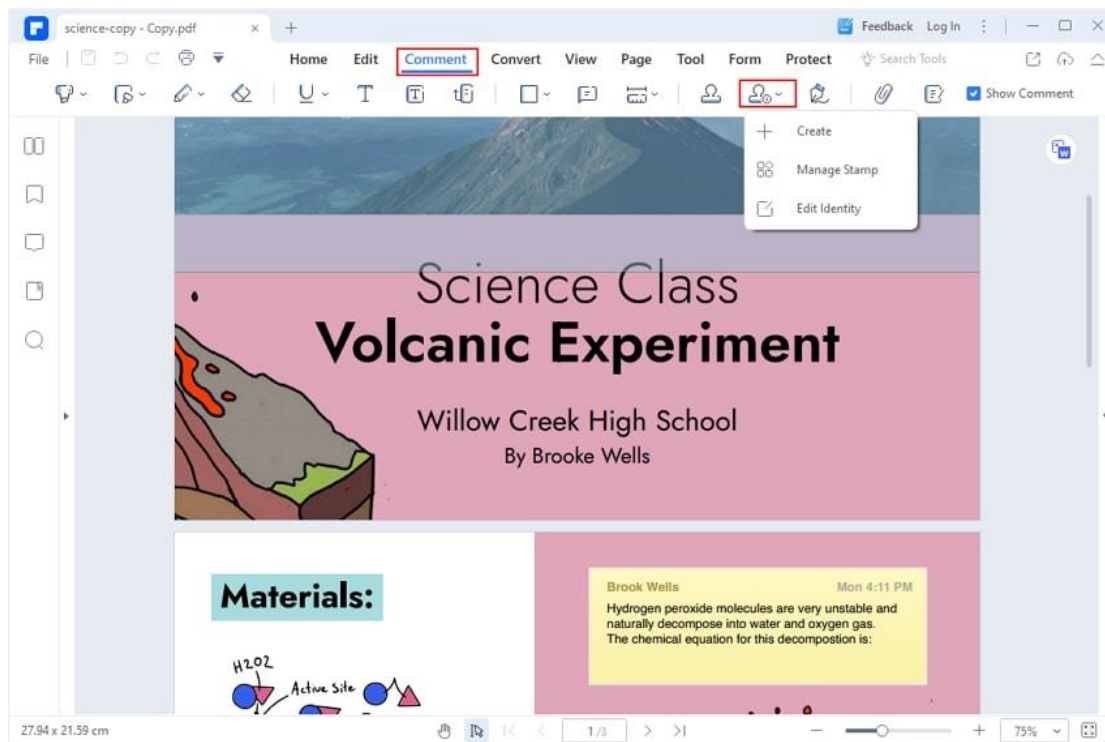 science-copy - Copy.pdf
Feedback Log In
File Home Edit Comment Convert View Page Tool Form Protect Search Tools
Show Comment
Create
Manage Stamp
Edit Identity
Science Class
Volcanic Experiment
Willow Creek High School
By Brooke Wells
Materials:
H2O2
Active Site
Brook Wells Mon 4:11 PM
Hydrogen peroxide molecules are very unstable and
naturally decompose into water and oxygen gas.
The chemical equation for this decompostion is:
27.94 x 21.59 cm 1/3 75%